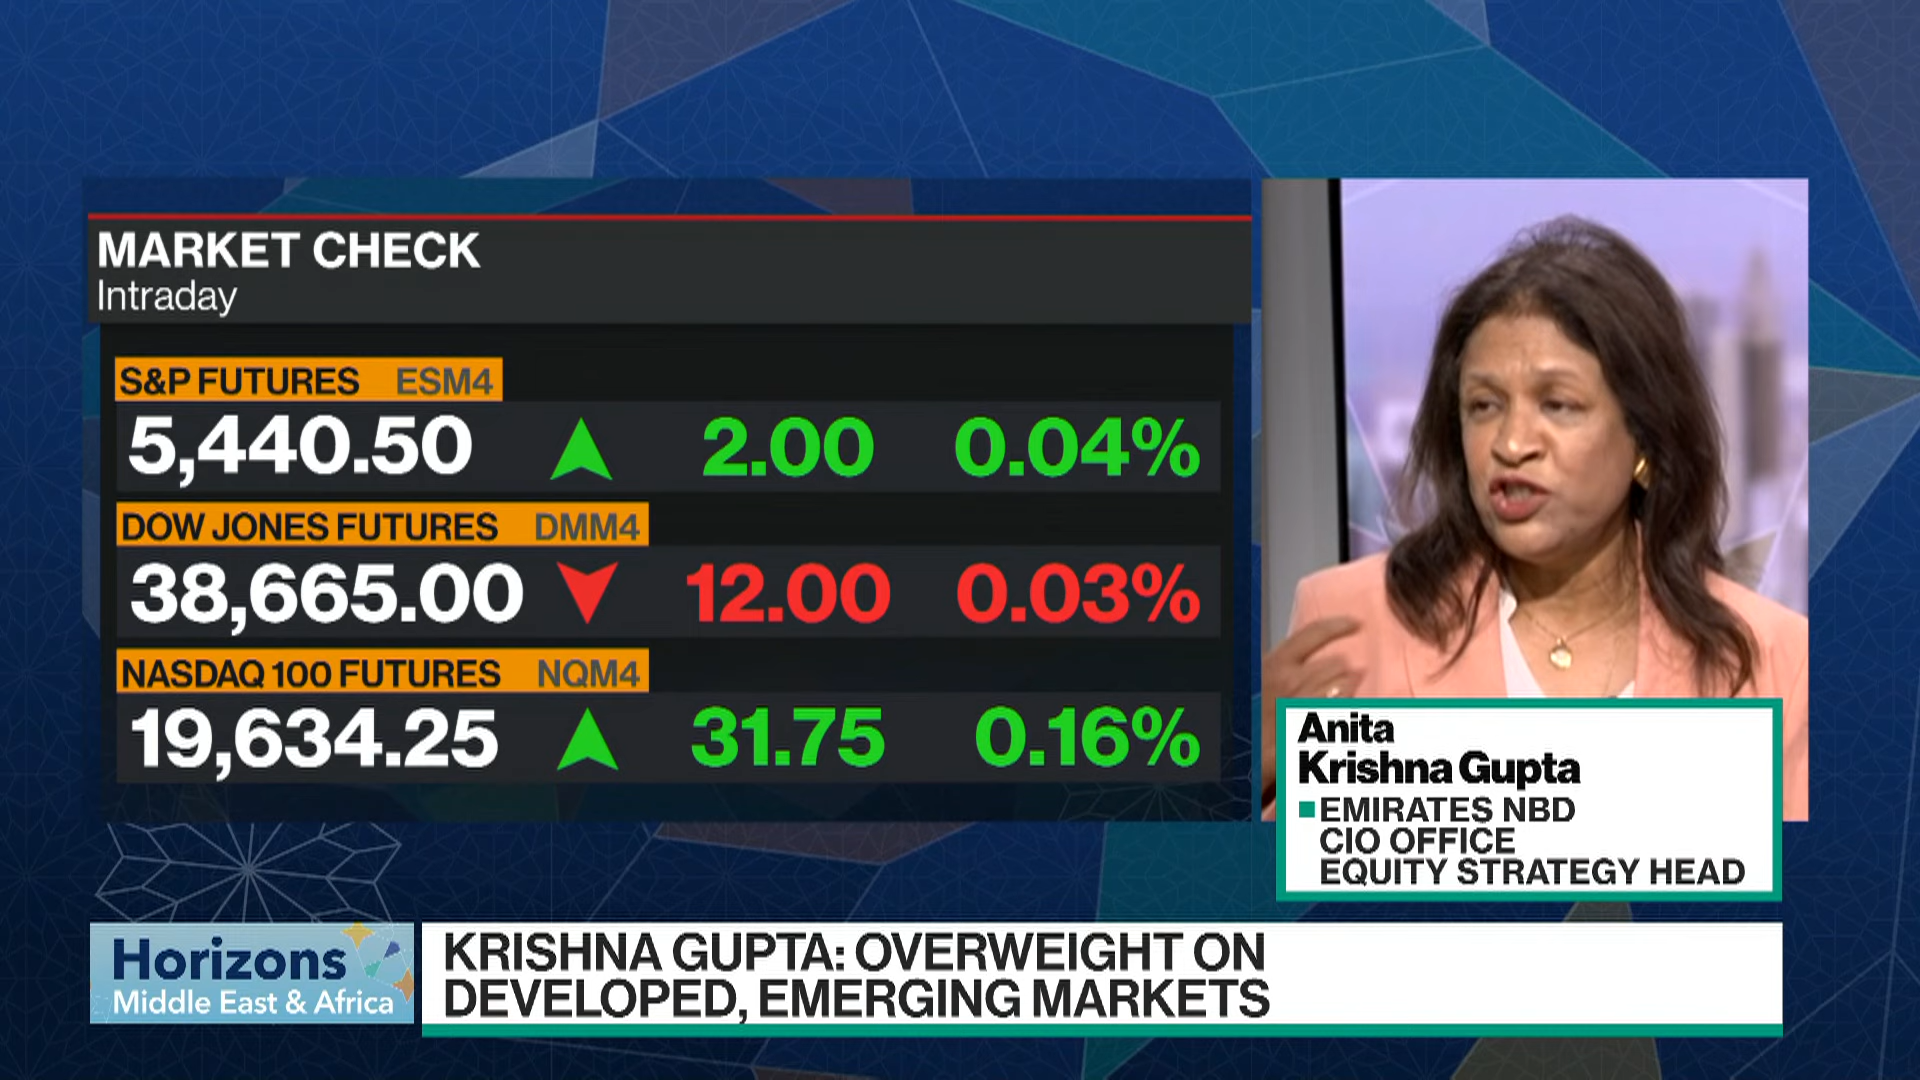 MARKET CHECK
Intraday
S&P FUTURES ESM4
5,440.50 2.00 0.04%
DOW JONES FUTURES DMM4
38,665.00 12.00 0.03%
NASDAQ 100 FUTURES NQM4
19,634.25 31.75 0.16%
Anita
Krishna Gupta
EMIRATES NBD
CIO OFFICE
EQUITY STRATEGY HEAD
Horizons
Middle East & Africa
KRISHNA GUPTA: OVERWEIGHT ON
DEVELOPED, EMERGING MARKETS